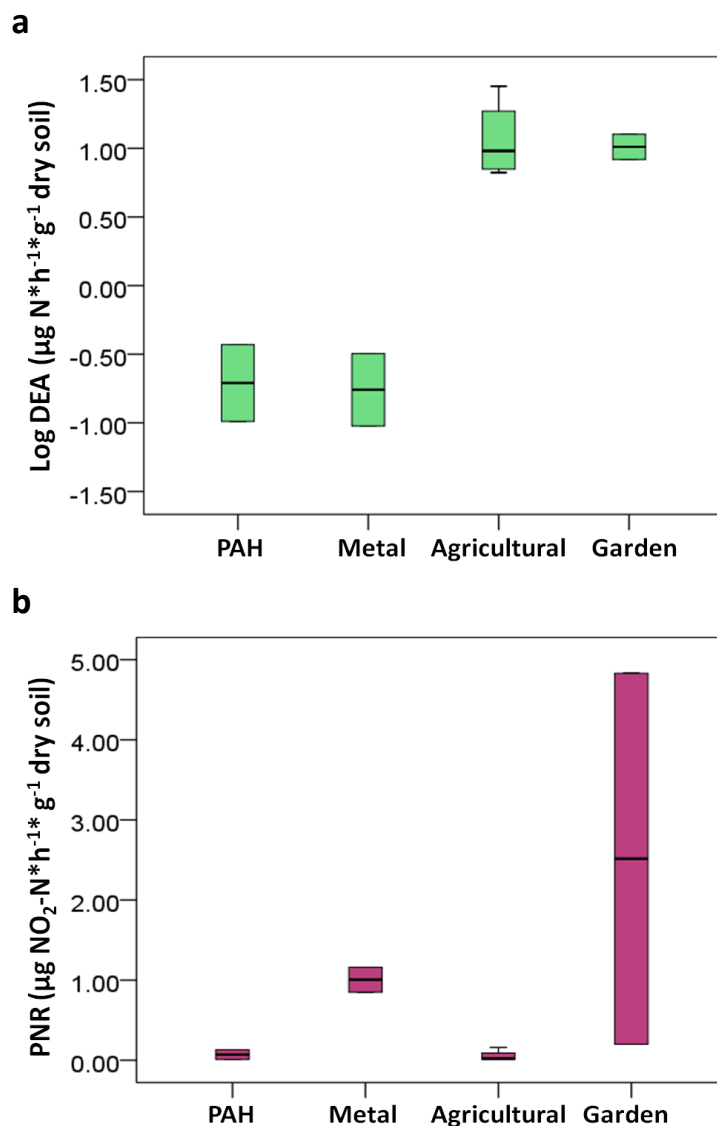 a
Log DEA (µg N*h⁻¹*g⁻¹ dry soil)
1.50
1.00
0.50
0.00
-0.50
-1.00
-1.50
PAH Metal Agricultural Garden
b
PNR (µg NO₂-N*h⁻¹* g⁻¹ dry soil)
5.00
4.00
3.00
2.00
1.00
0.00
PAH Metal Agricultural Garden